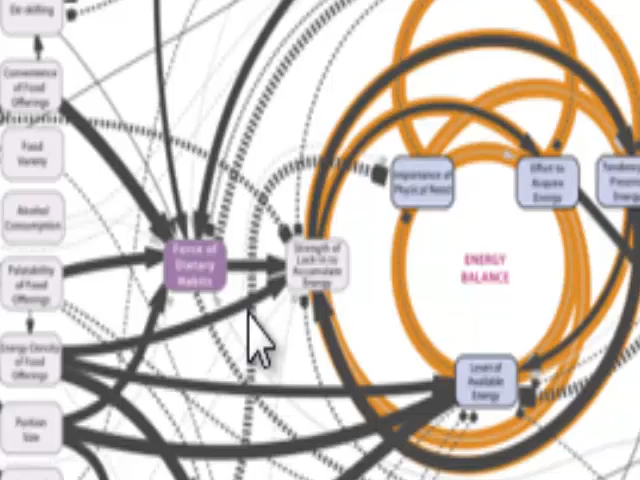 De-skilling
Convenience
of Food
Offerings
Food
Variety
Alcohol
Consumption
Palatability
of Food
Offerings
Energy Density
of Food
Offerings
Portion
Size
Force of
Dietary
Habits
Strength of
Lock-in to
Accumulate
Energy
Importance of
Physical Need
Effort to
Acquire
Energy
Tendency
Energy
ENERGY
BALANCE
Level of
Available
Energy